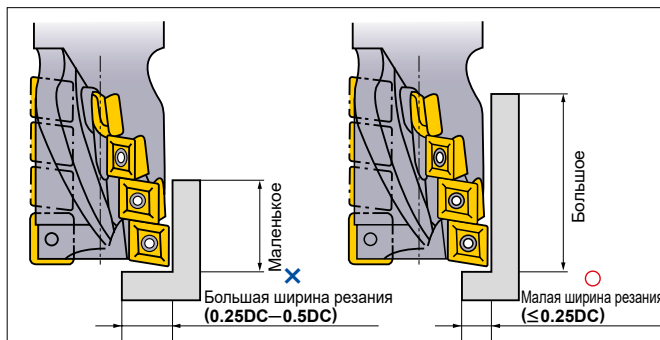 Маленькое
Большая ширина резания
(0.25DC—0.5DC)
Большое
Малая ширина резания
(≤0.25DC)